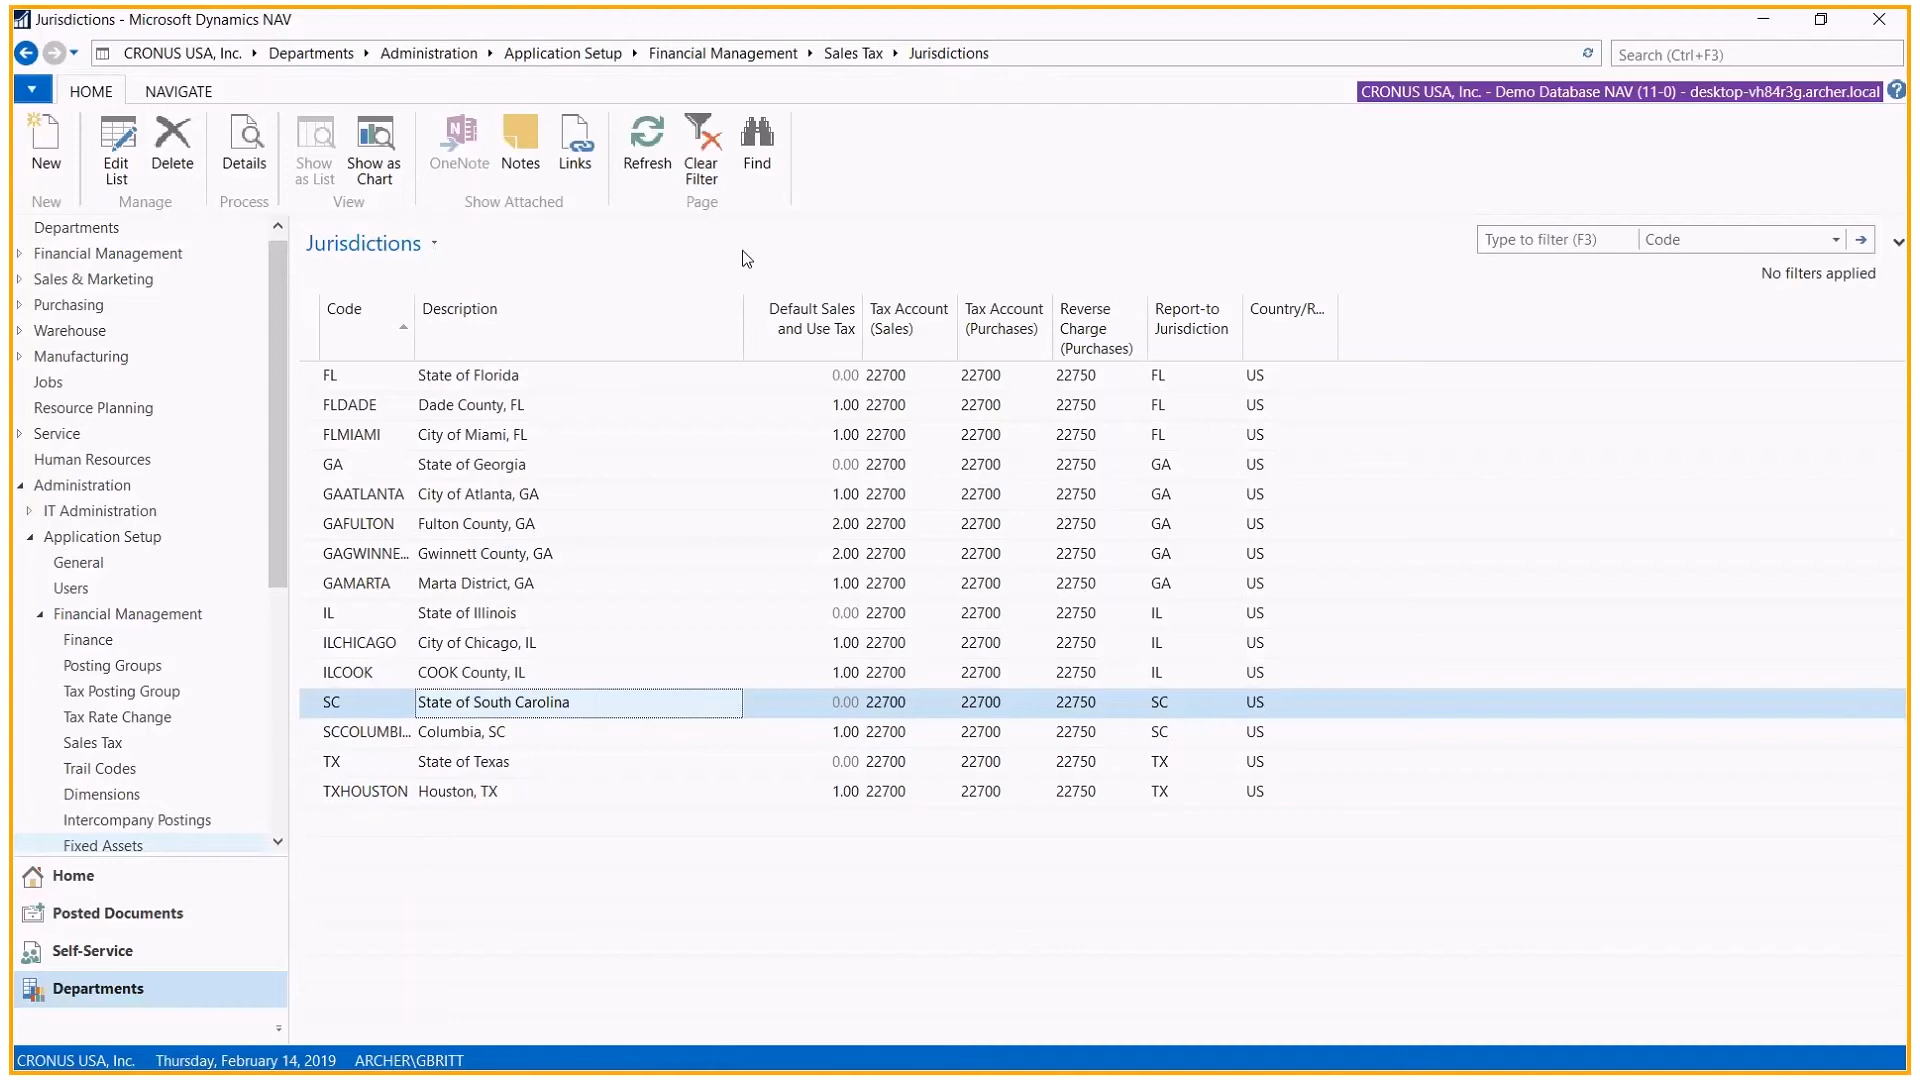 Jurisdictions - Microsoft Dynamics NAV
CRONUS USA, Inc. Departments Administration Application Setup Financial Management Sales Tax Jurisdictions
Search (Ctrl+F3)
HOME NAVIGATE
CRONUS USA, Inc. - Demo Database NAV (11-0) - desktop-vh84r3g.archer.local
New
Edit List
Delete
Details
Show as List
Show as Chart
OneNote
Notes
Links
Refresh
Clear Filter
Find
New Manage Process View Show Attached Page
Departments
Financial Management
Sales & Marketing
Purchasing
Warehouse
Manufacturing
Jobs
Resource Planning
Service
Human Resources
Administration
IT Administration
Application Setup
General
Users
Financial Management
Finance
Posting Groups
Tax Posting Group
Tax Rate Change
Sales Tax
Trail Codes
Dimensions
Intercompany Postings
Fixed Assets
Home
Posted Documents
Self-Service
Departments
Jurisdictions
Type to filter (F3) Code
No filters applied
Code Description Default Sales and Use Tax Tax Account (Sales) Tax Account (Purchases) Reverse Charge (Purchases) Report-to Jurisdiction Country/R...
FL State of Florida 0.00 22700 22700 22750 FL US
FLDADE Dade County, FL 1.00 22700 22700 22750 FL US
FLMIAMI City of Miami, FL 1.00 22700 22700 22750 FL US
GA State of Georgia 0.00 22700 22700 22750 GA US
GAATLANTA City of Atlanta, GA 1.00 22700 22700 22750 GA US
GAFULTON Fulton County, GA 2.00 22700 22700 22750 GA US
GAGWINNE... Gwinnett County, GA 2.00 22700 22700 22750 GA US
GAMARTA Marta District, GA 1.00 22700 22700 22750 GA US
IL State of Illinois 0.00 22700 22700 22750 IL US
ILCHICAGO City of Chicago, IL 1.00 22700 22700 22750 IL US
ILCOOK COOK County, IL 1.00 22700 22700 22750 IL US
SC State of South Carolina 0.00 22700 22700 22750 SC US
SCCOLUMBI... Columbia, SC 1.00 22700 22700 22750 SC US
TX State of Texas 0.00 22700 22700 22750 TX US
TXHOUSTON Houston, TX 1.00 22700 22700 22750 TX US
CRONUS USA, Inc. Thursday, February 14, 2019 ARCHER\GBRITT